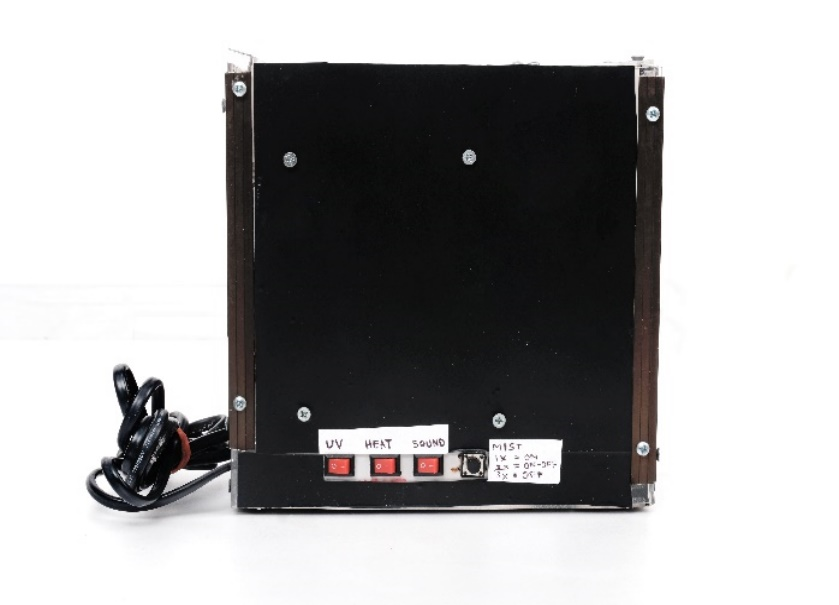 UV HEAT SOUND
MIST
1X = ON
2X = ON-OFF
3X = OFF